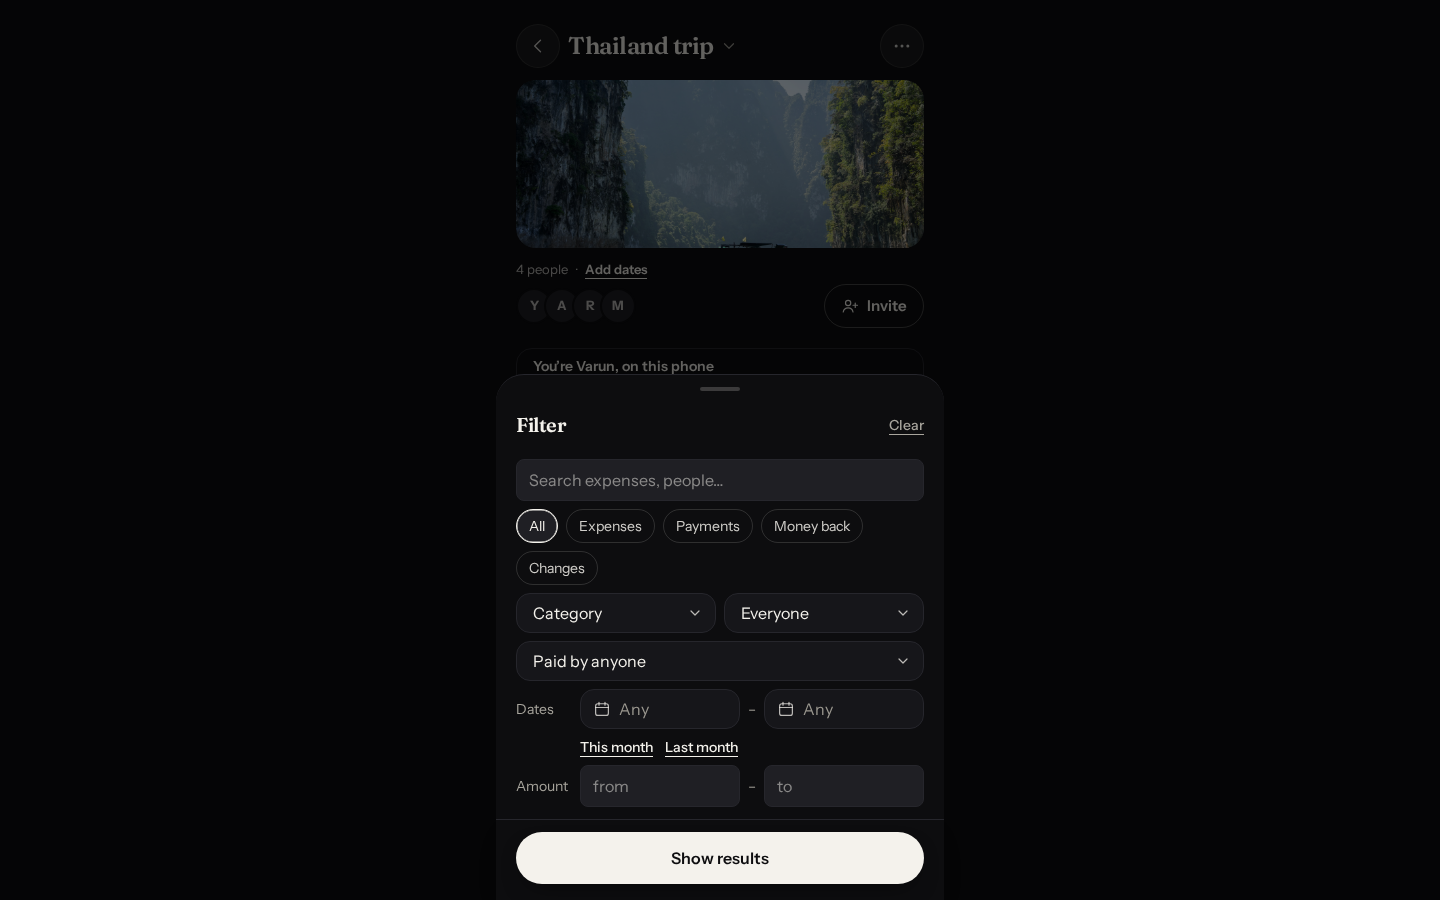 Thailand trip
4 people · Add dates
Y A R M
Invite
You're Varun, on this phone
Filter
Clear
Search expenses, people...
All Expenses Payments Money back
Changes
Category Everyone
Paid by anyone
Dates Any - Any
This month Last month
Amount from - to
Show results